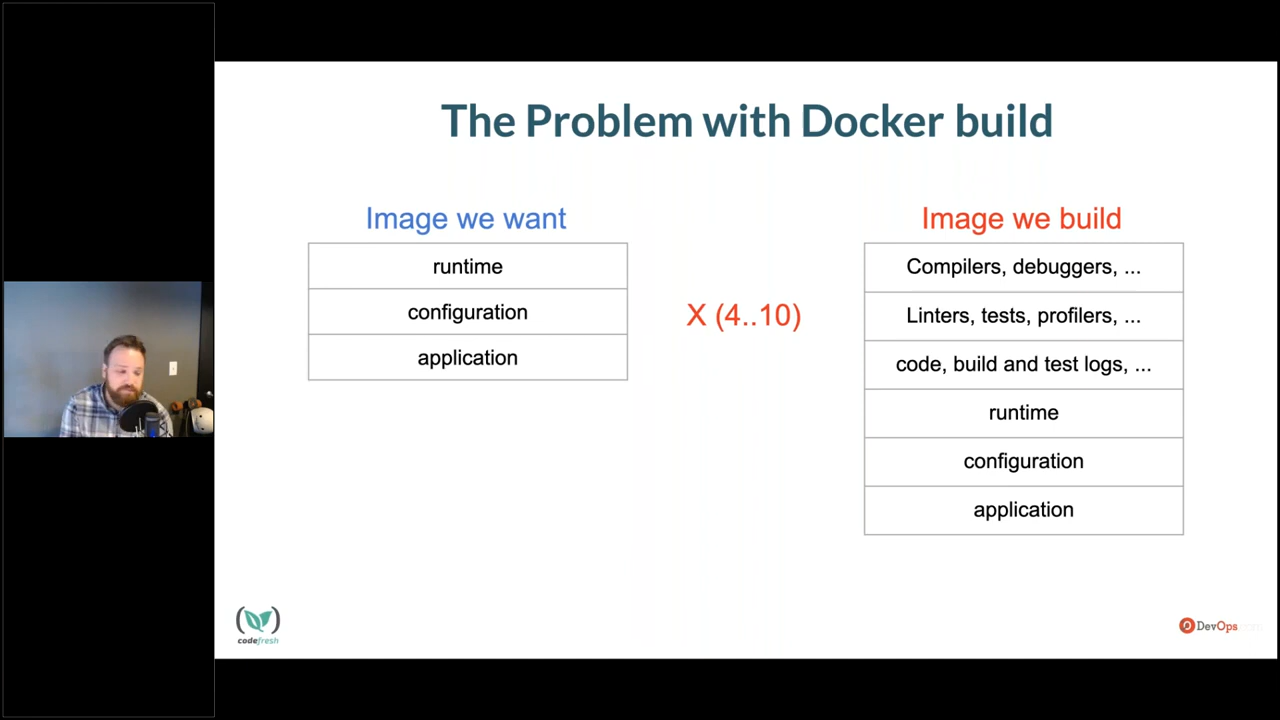 The Problem with Docker build
Image we want
runtime
configuration
application
X (4..10)
Image we build
Compilers, debuggers, ...
Linters, tests, profilers, ...
code, build and test logs, ...
runtime
configuration
application
codefresh
DevOps.com